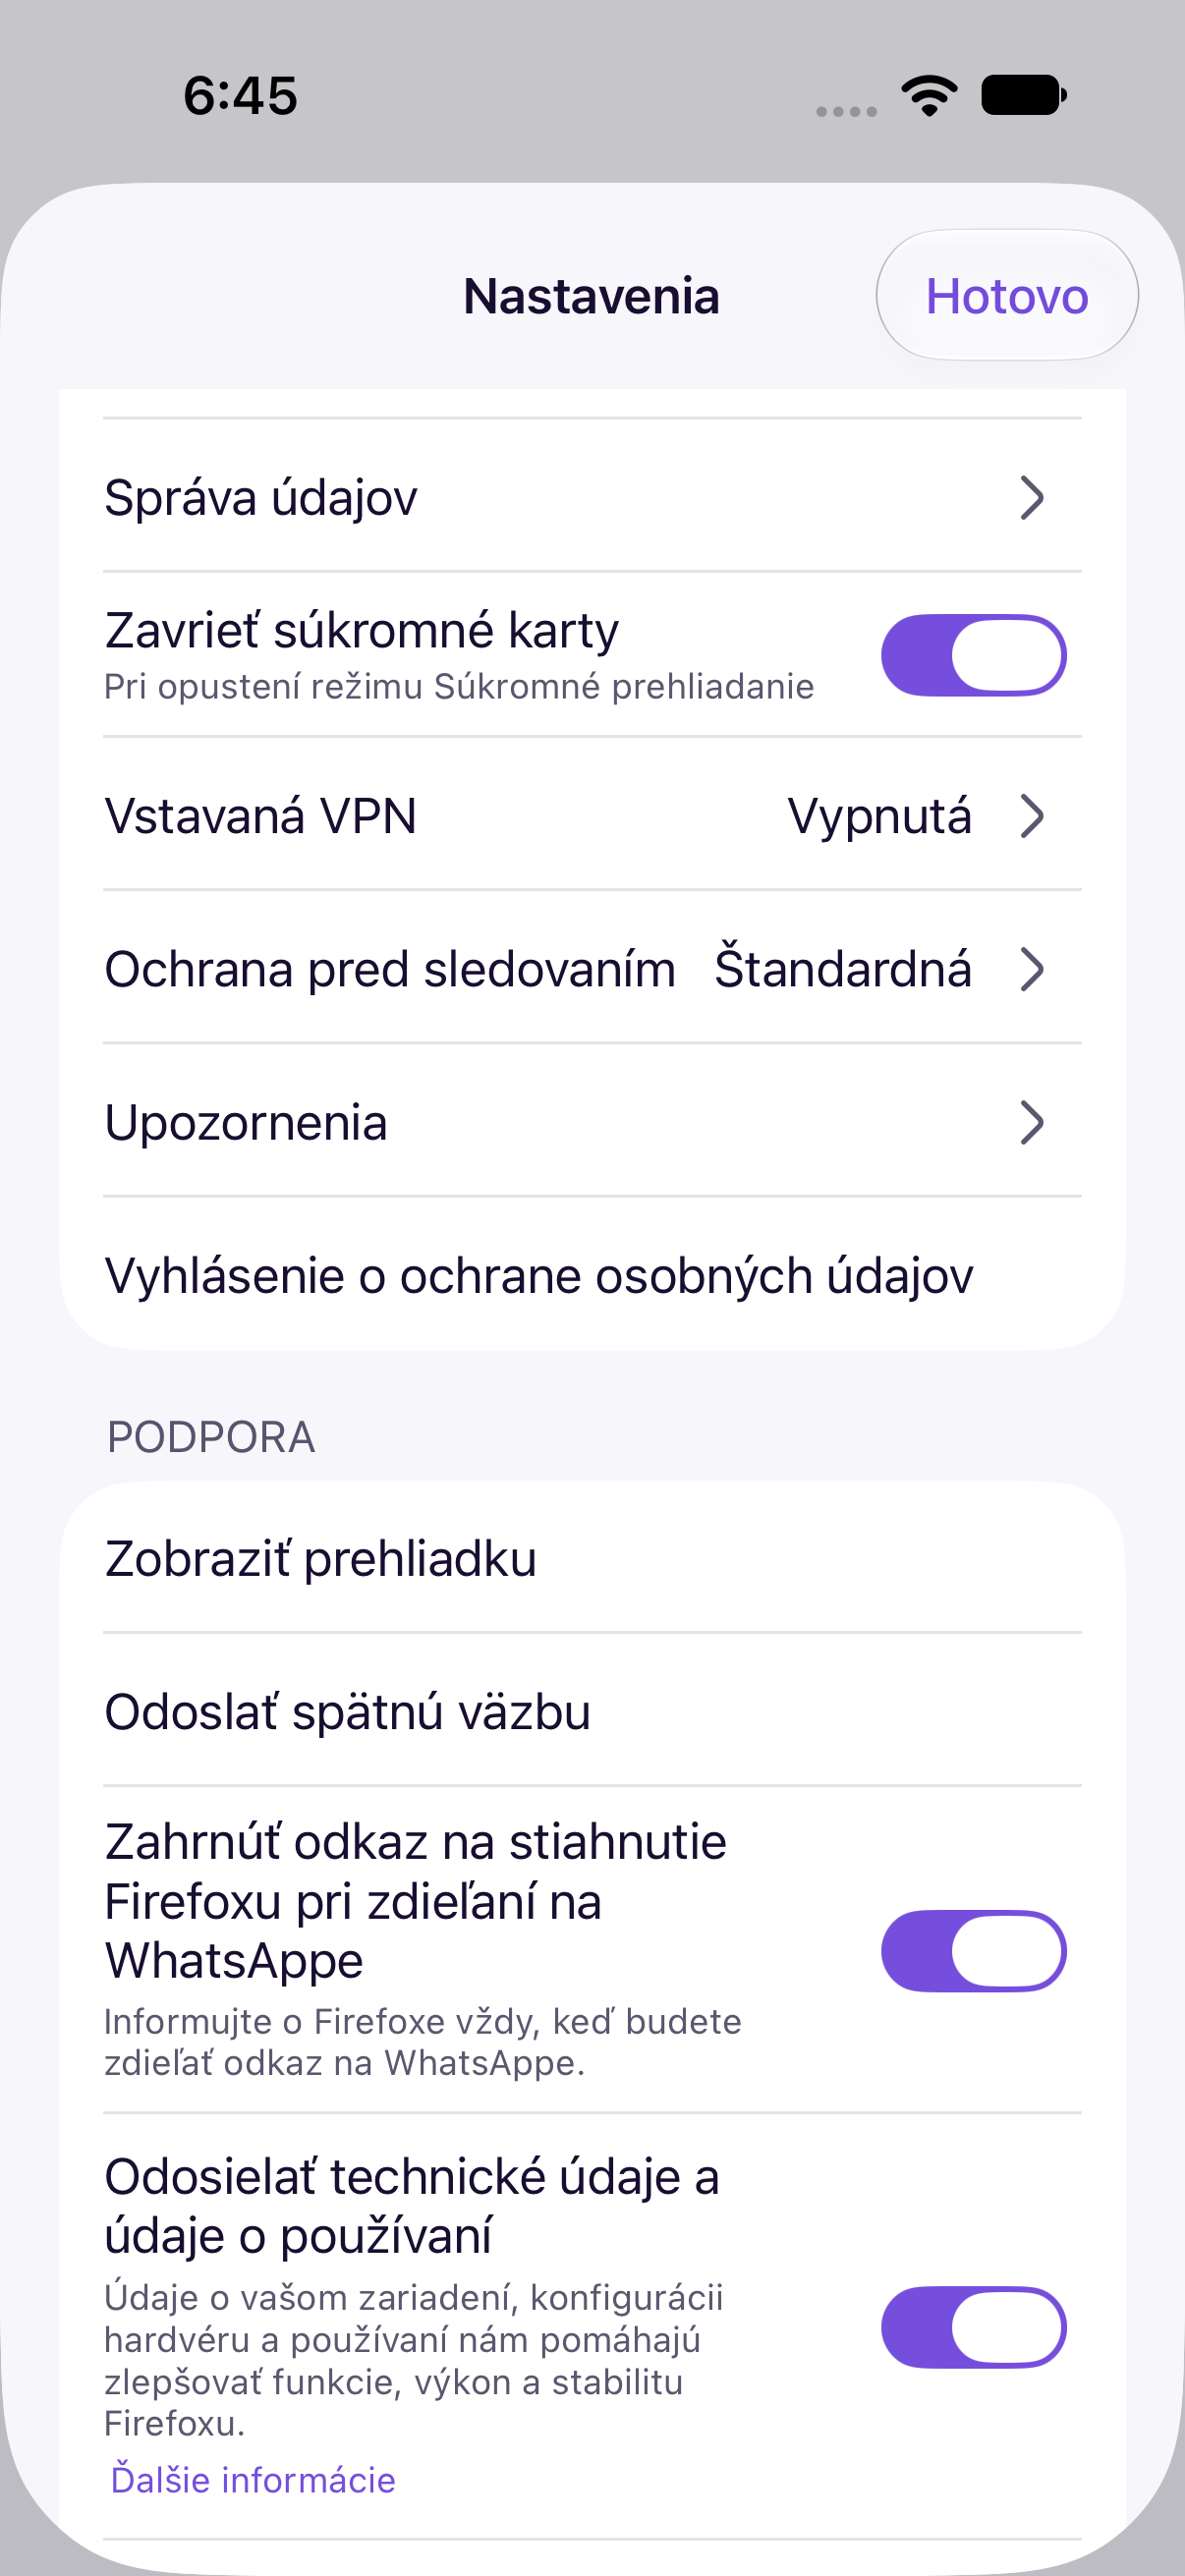 6:45
Nastavenia
Hotovo
Správa údajov
Zavrieť súkromné karty
Pri opustení režimu Súkromné prehliadanie
Vstavaná VPN Vypnutá
Ochrana pred sledovaním Štandardná
Upozornenia
Vyhlásenie o ochrane osobných údajov
PODPORA
Zobraziť prehliadku
Odoslať spätnú väzbu
Zahrnúť odkaz na stiahnutie
Firefoxu pri zdieľaní na
WhatsAppe
Informujte o Firefoxe vždy, keď budete
zdieľať odkaz na WhatsAppe.
Odosielať technické údaje a
údaje o používaní
Údaje o vašom zariadení, konfigurácii
hardvéru a používaní nám pomáhajú
zlepšovať funkcie, výkon a stabilitu
Firefoxu.
Ďalšie informácie